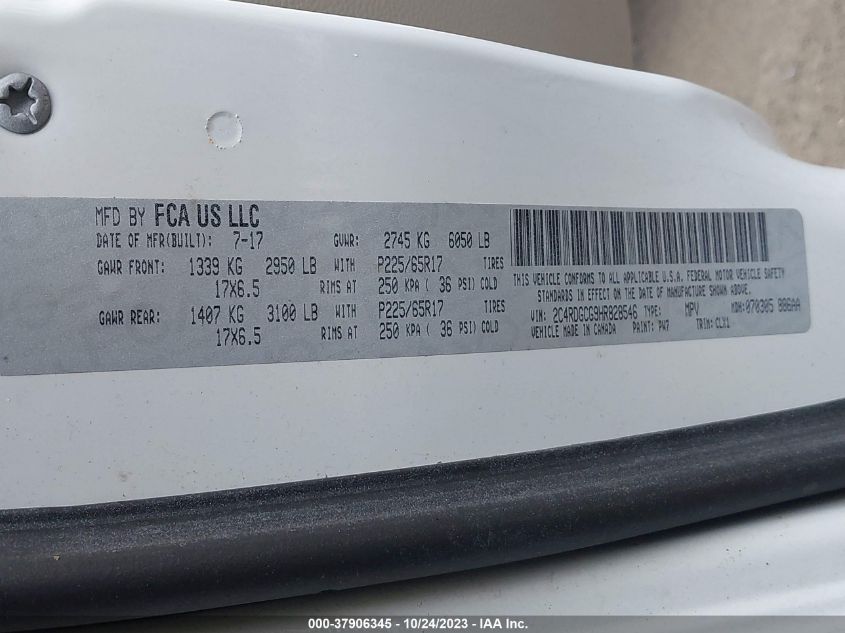 MFD BY FCA US LLC
DATE OF MFR(BUILT): 7-17 GVWR: 2745 KG 6050 LB
GAWR FRONT: 1339 KG 2950 LB WITH P225/65R17 TIRES
17X6.5 RIMS AT 250 KPA ( 36 PSI) COLD
GAWR REAR: 1407 KG 3100 LB WITH P225/65R17 TIRES
17X6.5 RIMS AT 250 KPA ( 36 PSI) COLD
THIS VEHICLE CONFORMS TO ALL APPLICABLE U.S.A. FEDERAL MOTOR VEHICLE SAFETY
STANDARDS IN EFFECT ON THE DATE OF MANUFACTURE SHOWN ABOVE.
VIN: 2C4RDGCG9HR828546 TYPE: MPV MDH:070305 BB6AA
VEHICLE MADE IN CANADA PAINT: PW7 TRIM: CLX1
000-37906345 - 10/24/2023 - IAA Inc.